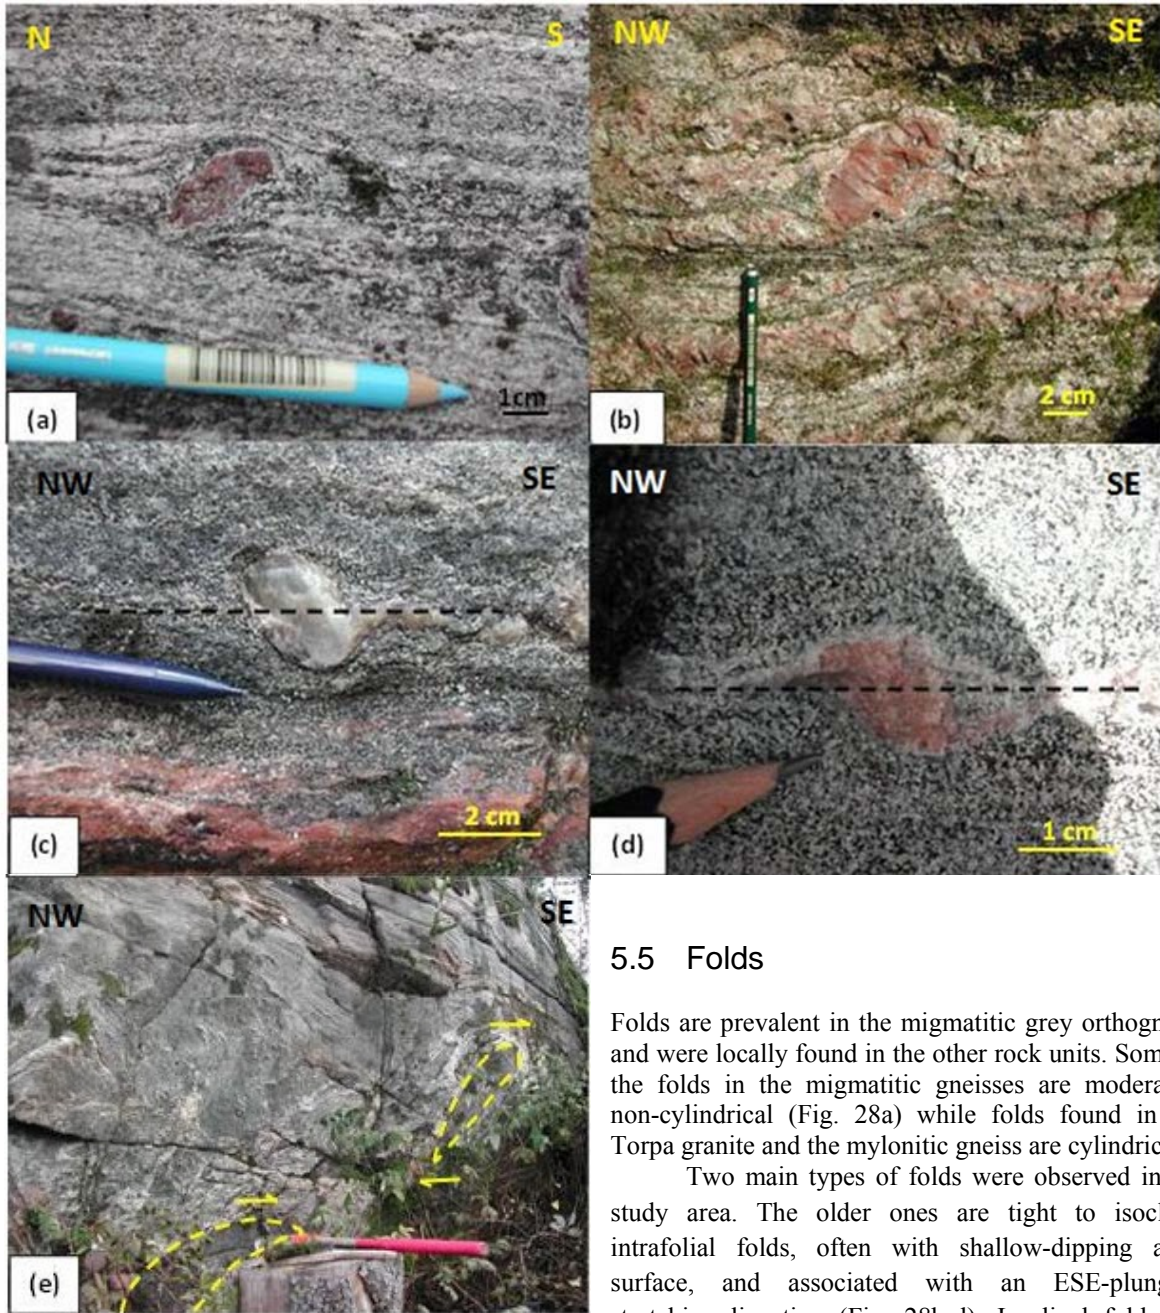 N S
NW SE
(a) 1cm
(b) 2 cm
NW SE
NW SE
(c) 2 cm
(d) 1 cm
NW SE
(e)
5.5 Folds
Folds are prevalent in the migmatitic grey orthogn
and were locally found in the other rock units. Som
the folds in the migmatitic gneisses are modera
non-cylindrical (Fig. 28a) while folds found in
Torpa granite and the mylonitic gneiss are cylindric
Two main types of folds were observed in
study area. The older ones are tight to isocl
intrafolial folds, often with shallow-dipping a
surface, and associated with an ESE-plung